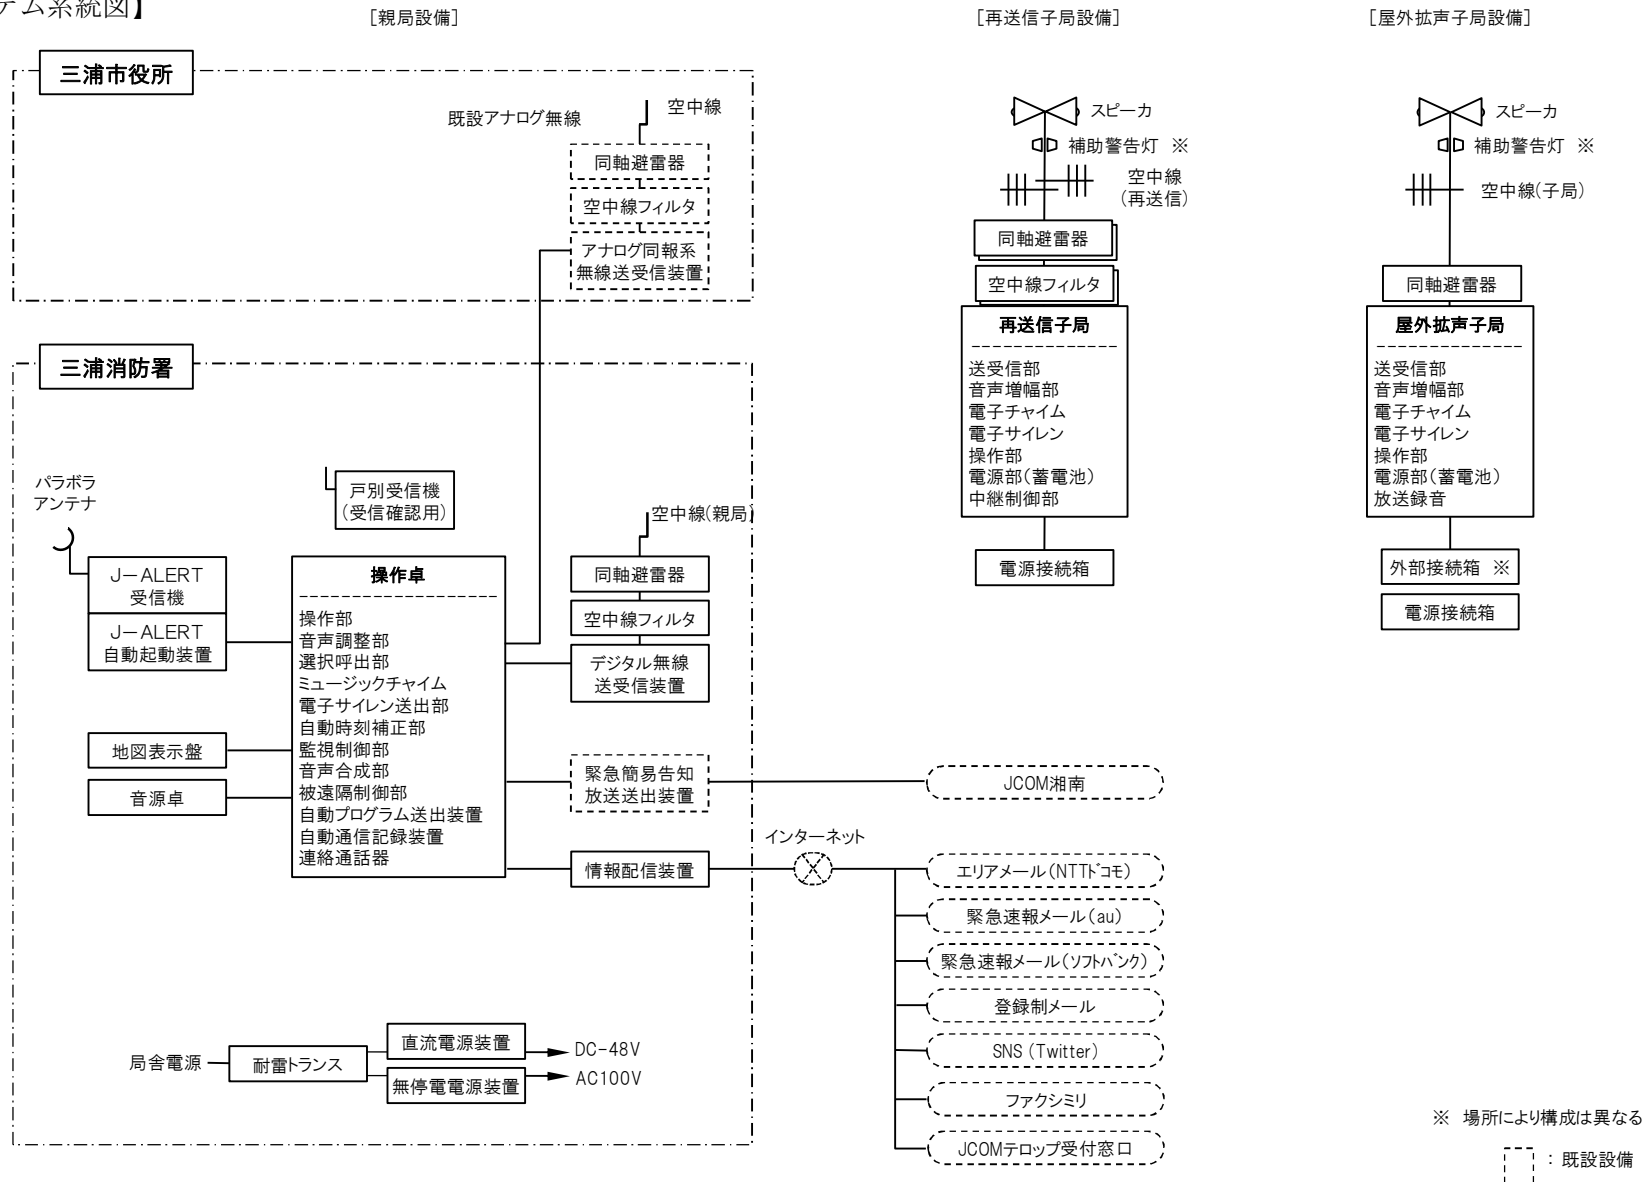 テム系統図】
[親局設備]
[再送信子局設備]
[屋外拡声子局設備]
三浦市役所
既設アナログ無線
空中線
同軸避雷器
空中線フィルタ
アナログ同報系
無線送受信装置
三浦消防署
パラボラ
アンテナ
戸別受信機
(受信確認用)
J-ALERT
受信機
J-ALERT
自動起動装置
地図表示盤
音源卓
操作卓
操作部
音声調整部
選択呼出部
ミュージックチャイム
電子サイレン送出部
自動時刻補正部
監視制御部
音声合成部
被遠隔制御部
自動プログラム送出装置
自動通信記録装置
連絡通話器
空中線(親局)
同軸避雷器
空中線フィルタ
デジタル無線
送受信装置
緊急簡易告知
放送送出装置
情報配信装置
インターネット
局舎電源
耐雷トランス
直流電源装置
無停電電源装置
DC-48V
AC100V
スピーカ
補助警告灯 ※
空中線
(再送信)
同軸避雷器
空中線フィルタ
再送信子局
送受信部
音声増幅部
電子チャイム
電子サイレン
操作部
電源部(蓄電池)
中継制御部
電源接続箱
JCOM湘南
エリアメール(NTTドコモ)
緊急速報メール(au)
緊急速報メール(ソフトバンク)
登録制メール
SNS(Twitter)
ファクシミリ
JCOMテロップ受付窓口
スピーカ
補助警告灯 ※
空中線(子局)
同軸避雷器
屋外拡声子局
送受信部
音声増幅部
電子チャイム
電子サイレン
操作部
電源部(蓄電池)
放送録音
外部接続箱 ※
電源接続箱
※ 場所により構成は異なる
:既設設備